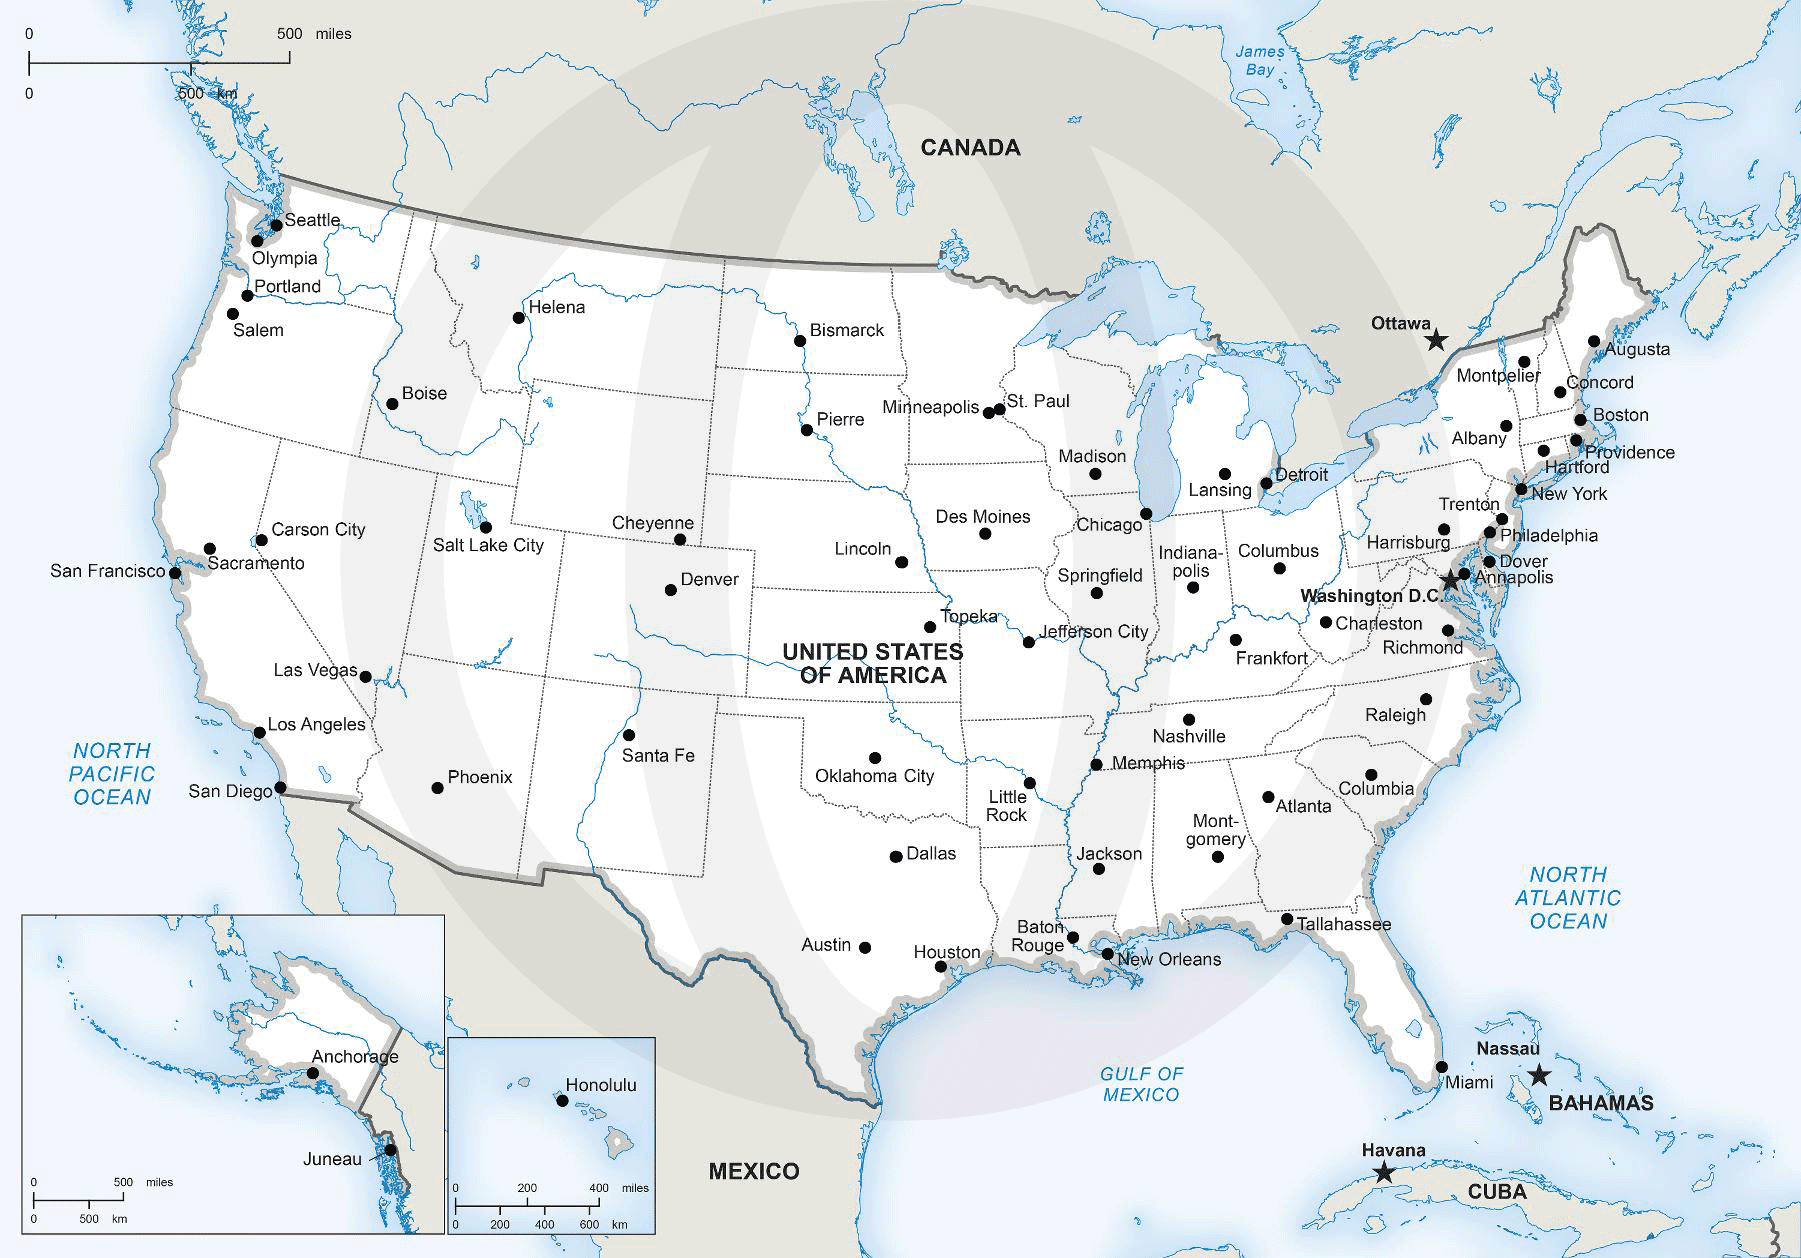 0 500 miles
0 500 km
James
Bay
CANADA
Seattle
Olympia
Portland
Salem
Helena
Bismarck
Ottawa
Augusta
Montpelier
Concord
Boise
Minneapolis
St. Paul
Pierre
Boston
Albany
Providence
Madison
Hartford
Lansing
Detroit
New York
Trenton
Chicago
Des Moines
Philadelphia
Harrisburg
Carson City
Cheyenne
Salt Lake City
Lincoln
Indiana-
polis
Columbus
Sacramento
San Francisco
Dover
Annapolis
Denver
Springfield
Washington D.C.
Topeka
Jefferson City
Charleston
Richmond
Frankfort
UNITED STATES
OF AMERICA
Las Vegas
Los Angeles
Raleigh
Nashville
NORTH
PACIFIC
OCEAN
Santa Fe
Phoenix
San Diego
Oklahoma City
Memphis
Little
Rock
Columbia
Atlanta
Mont-
gomery
Dallas
Jackson
NORTH
ATLANTIC
OCEAN
Austin
Houston
Baton
Rouge
New Orleans
Tallahassee
Anchorage
Juneau
0 500 miles
0 500 km
Honolulu
0 200 400 miles
0 200 400 600 km
GULF OF
MEXICO
Miami
Nassau
BAHAMAS
Havana
CUBA
MEXICO